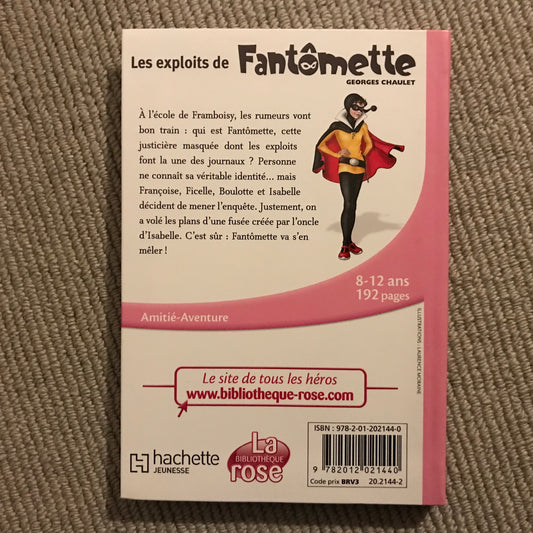 Les exploits de Fantômette
GEORGES CHAULET
À l'école de Framboisy, les rumeurs vont
bon train : qui est Fantômette, cette
justicière masquée dont les exploits
font la une des journaux ? Personne
ne connaît sa véritable identité... mais
Françoise, Ficelle, Boulotte et Isabelle
décident de mener l'enquête. Justement, on
a volé les plans d'une fusée créée par l'oncle
d'Isabelle. C'est sûr : Fantômette va s'en
mêler !
8-12 ans
192 pages
Amitié-Aventure
ILLUSTRATIONS : LAURENCE MORAINE
Le site de tous les héros
www.bibliotheque-rose.com
hachette
JEUNESSE
La
BIBLIOTHÈQUE
rose
ISBN : 978-2-01-202144-0
9 782012 021440
Code prix BRV3 20.2144-2